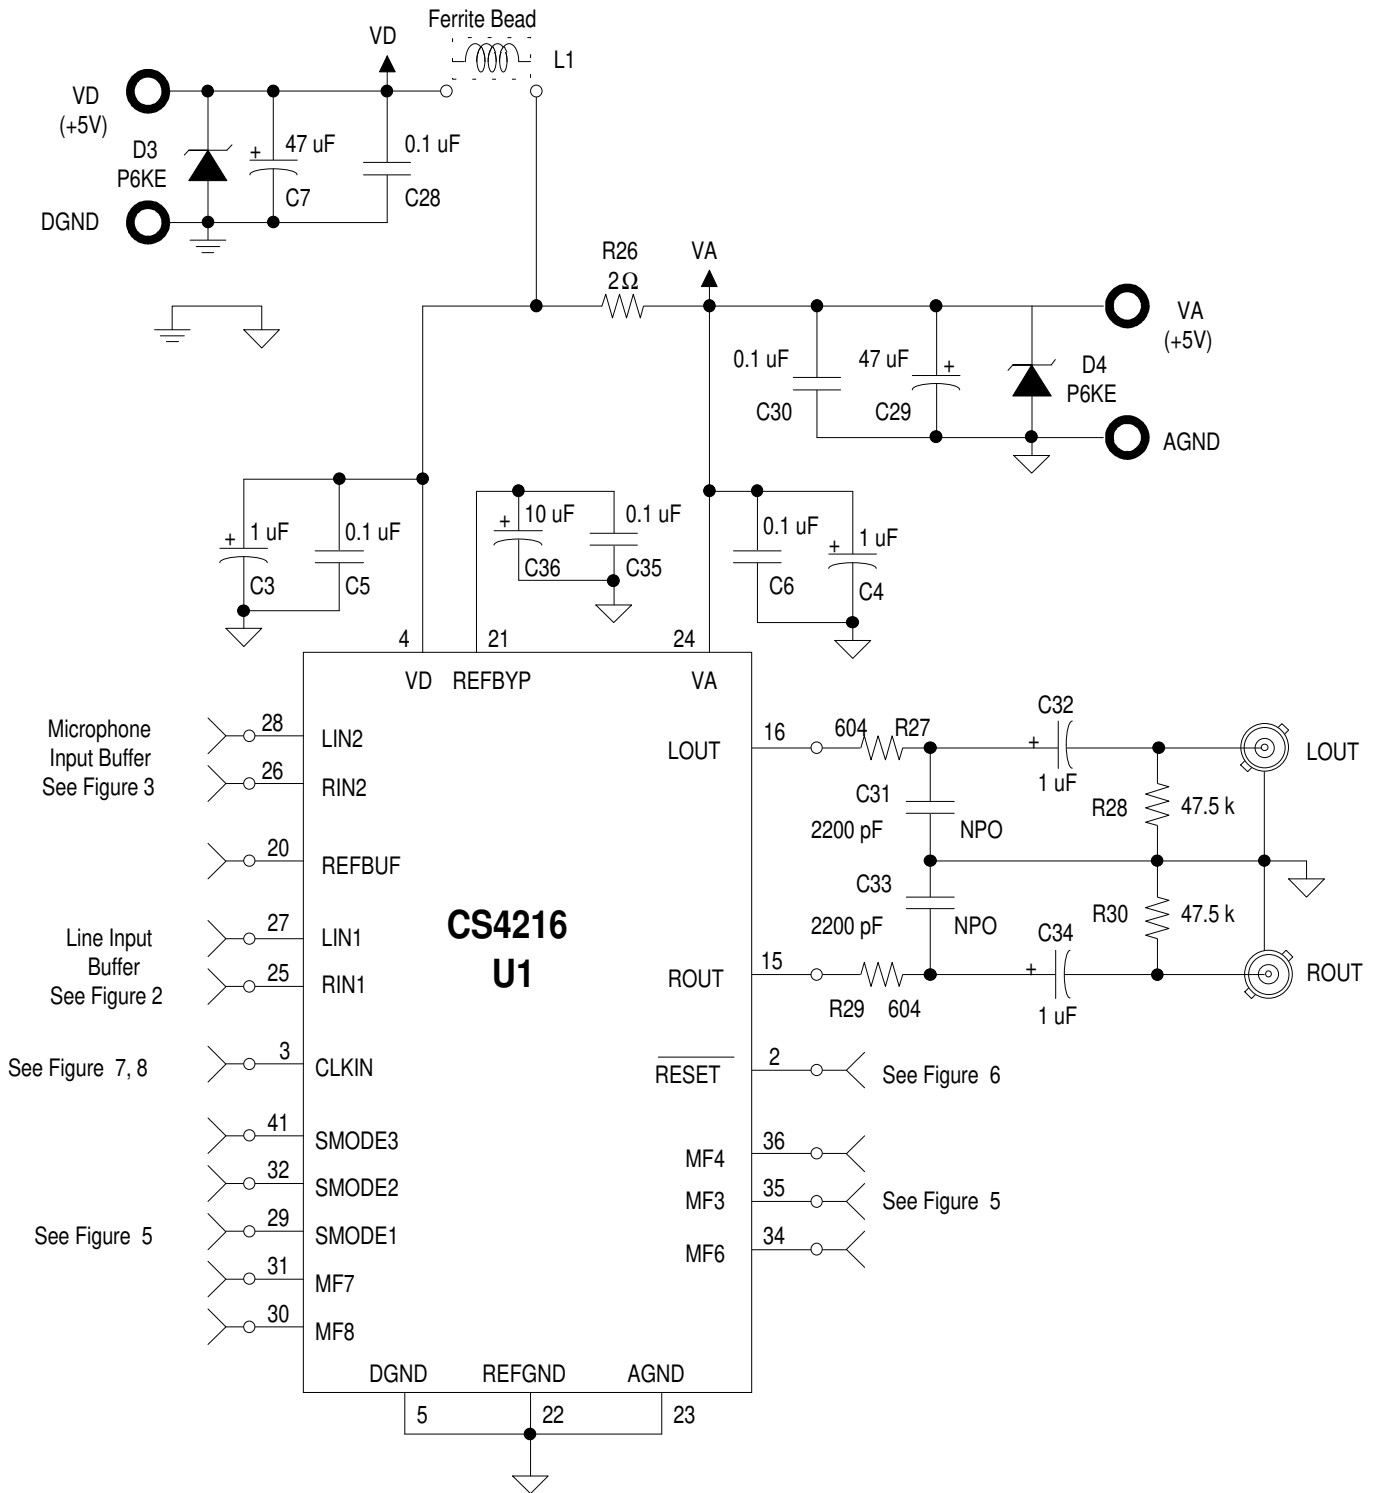 Ferrite Bead
VD
L1
VD
(+5V)
47 uF
0.1 uF
D3
P6KE
+
C7
C28
DGND
R26
2Ω
VA
VA
(+5V)
0.1 uF
47 uF
+
D4
P6KE
C30
C29
AGND
1 uF
+
0.1 uF
C3
C5
10 uF
+
0.1 uF
C36
C35
0.1 uF
1 uF
+
C6
C4
4
21
24
VD
REFBYP
VA
Microphone
Input Buffer
See Figure 3
28
LIN2
26
RIN2
20
REFBUF
Line Input
Buffer
See Figure 2
27
LIN1
25
RIN1
See Figure 7, 8
3
CLKIN
41
SMODE3
32
SMODE2
See Figure 5
29
SMODE1
31
MF7
30
MF8
CS4216
U1
LOUT
16
604
R27
C32
+
1 uF
LOUT
C31
2200 pF
NPO
R28
47.5 k
C33
2200 pF
NPO
R30
47.5 k
ROUT
15
R29
604
C34
+
1 uF
ROUT
RESET
2
See Figure 6
MF4
36
MF3
35
See Figure 5
MF6
34
DGND
REFGND
AGND
5
22
23